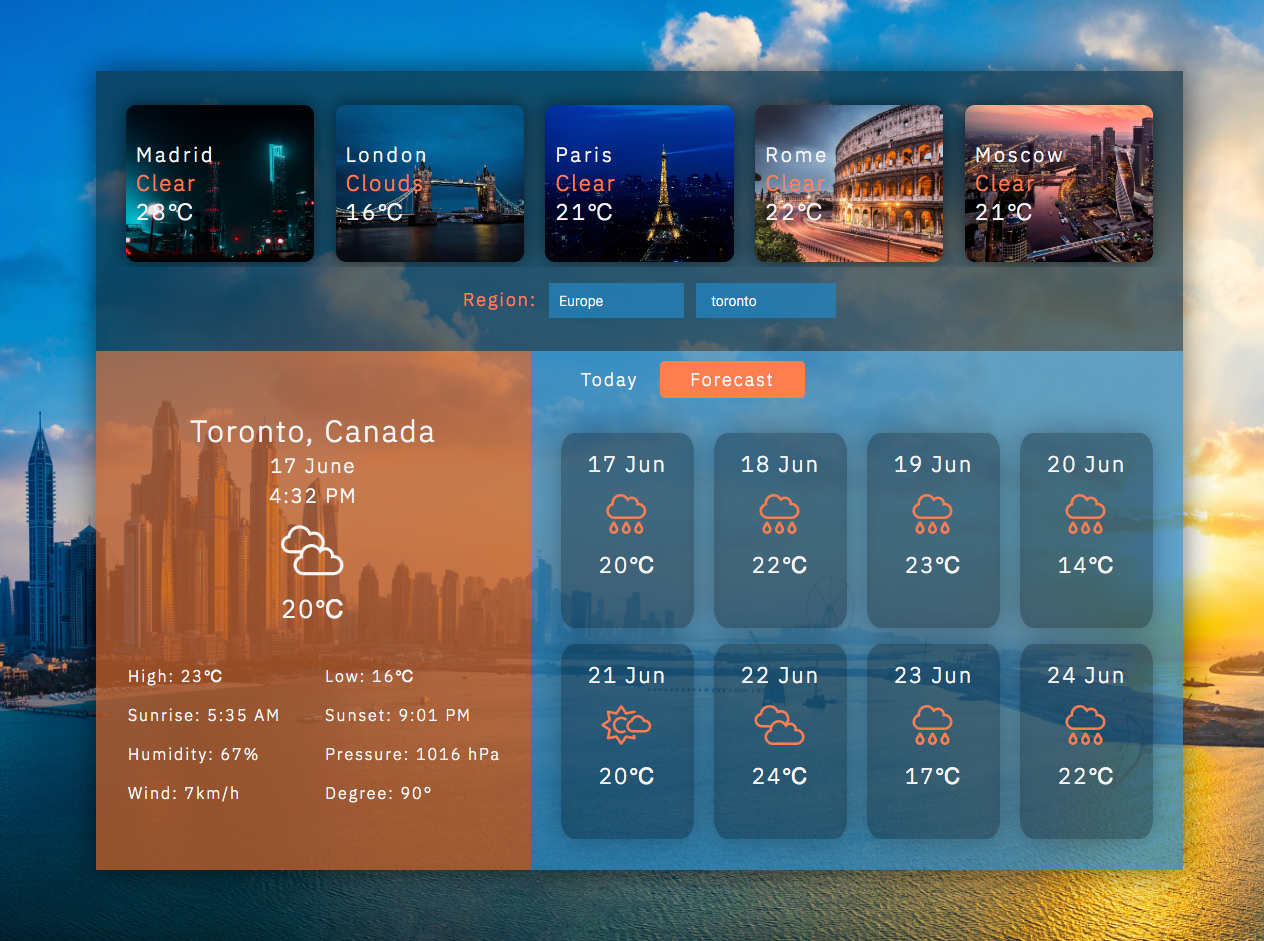 Madrid
Clear
28℃
London
Clouds
16℃
Paris
Clear
21℃
Rome
Clear
22℃
Moscow
Clear
21℃
Region: Europe toronto
Toronto, Canada
17 June
4:32 PM
20℃
High: 23℃ Low: 16℃
Sunrise: 5:35 AM Sunset: 9:01 PM
Humidity: 67% Pressure: 1016 hPa
Wind: 7km/h Degree: 90°
Today Forecast
17 Jun
20℃
18 Jun
22℃
19 Jun
23℃
20 Jun
14℃
21 Jun
20℃
22 Jun
24℃
23 Jun
17℃
24 Jun
22℃